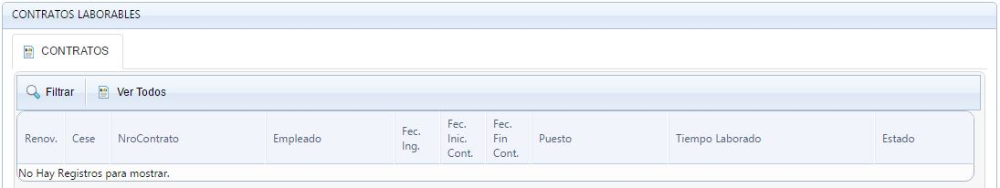 CONTRATOS LABORABLES
CONTRATOS
Filtrar Ver Todos
Renov. Cese NroContrato Empleado Fec. Ing. Fec. Inic. Cont. Fec. Fin Cont. Puesto Tiempo Laborado Estado
No Hay Registros para mostrar.